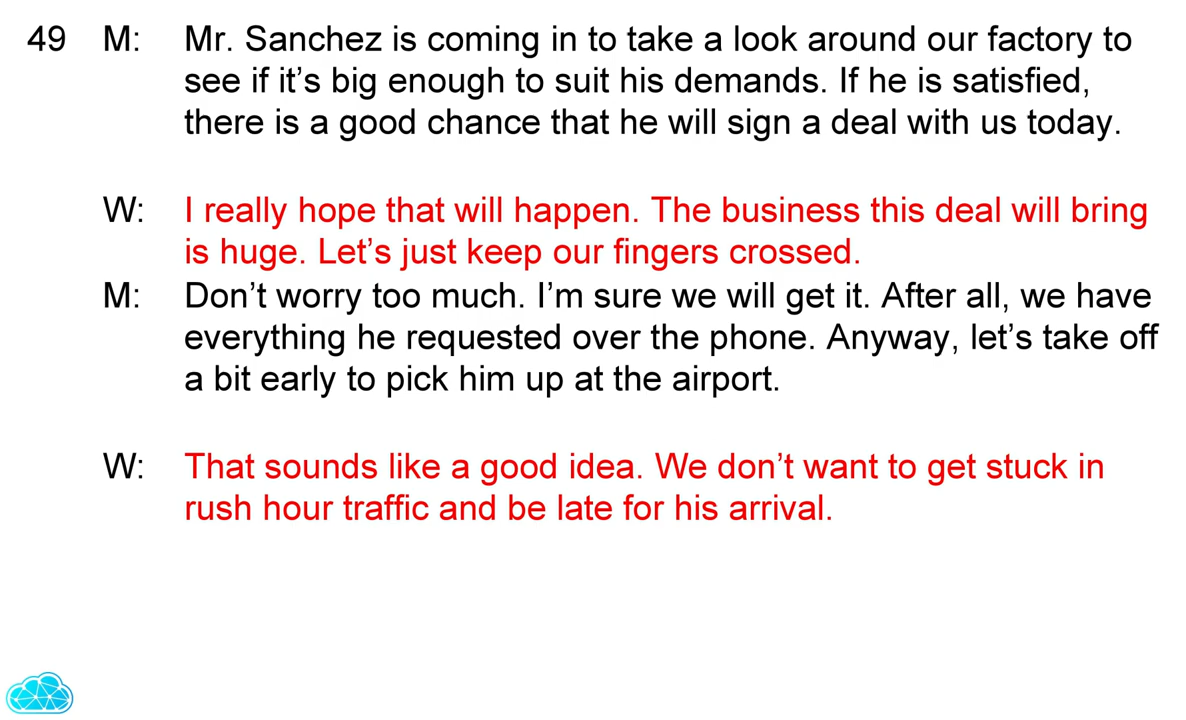 49 M: Mr. Sanchez is coming in to take a look around our factory to
see if it’s big enough to suit his demands. If he is satisfied,
there is a good chance that he will sign a deal with us today.
W: I really hope that will happen. The business this deal will bring
is huge. Let’s just keep our fingers crossed.
M: Don’t worry too much. I’m sure we will get it. After all, we have
everything he requested over the phone. Anyway, let’s take off
a bit early to pick him up at the airport.
W: That sounds like a good idea. We don’t want to get stuck in
rush hour traffic and be late for his arrival.